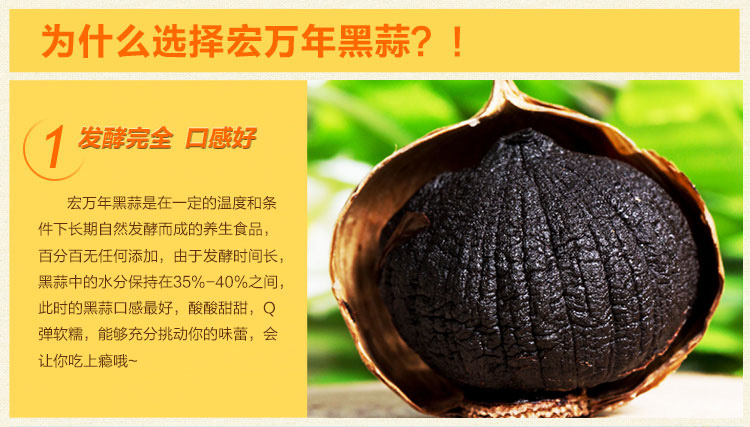 为什么选择宏万年黑蒜？！
1 发酵完全 口感好
宏万年黑蒜是在一定的温度和条
件下长期自然发酵而成的养生食品，
百分百无任何添加，由于发酵时间长，
黑蒜中的水分保持在35%-40%之间，
此时的黑蒜口感最好，酸酸甜甜，Q
弹软糯，能够充分挑动你的味蕾，会
让你吃上瘾哦~